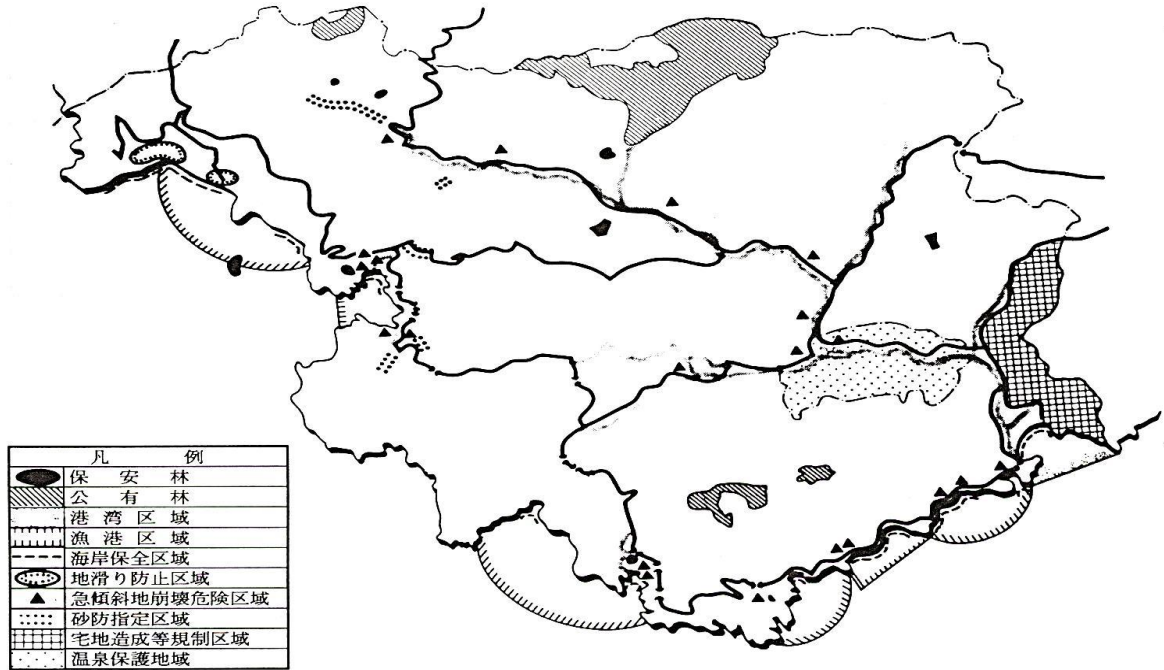 凡例
保安林
公有林
港湾区域
漁港区域
海岸保全区域
地滑り防止区域
急傾斜地崩壊危険区域
砂防指定区域
宅地造成等規制区域
温泉保護地域